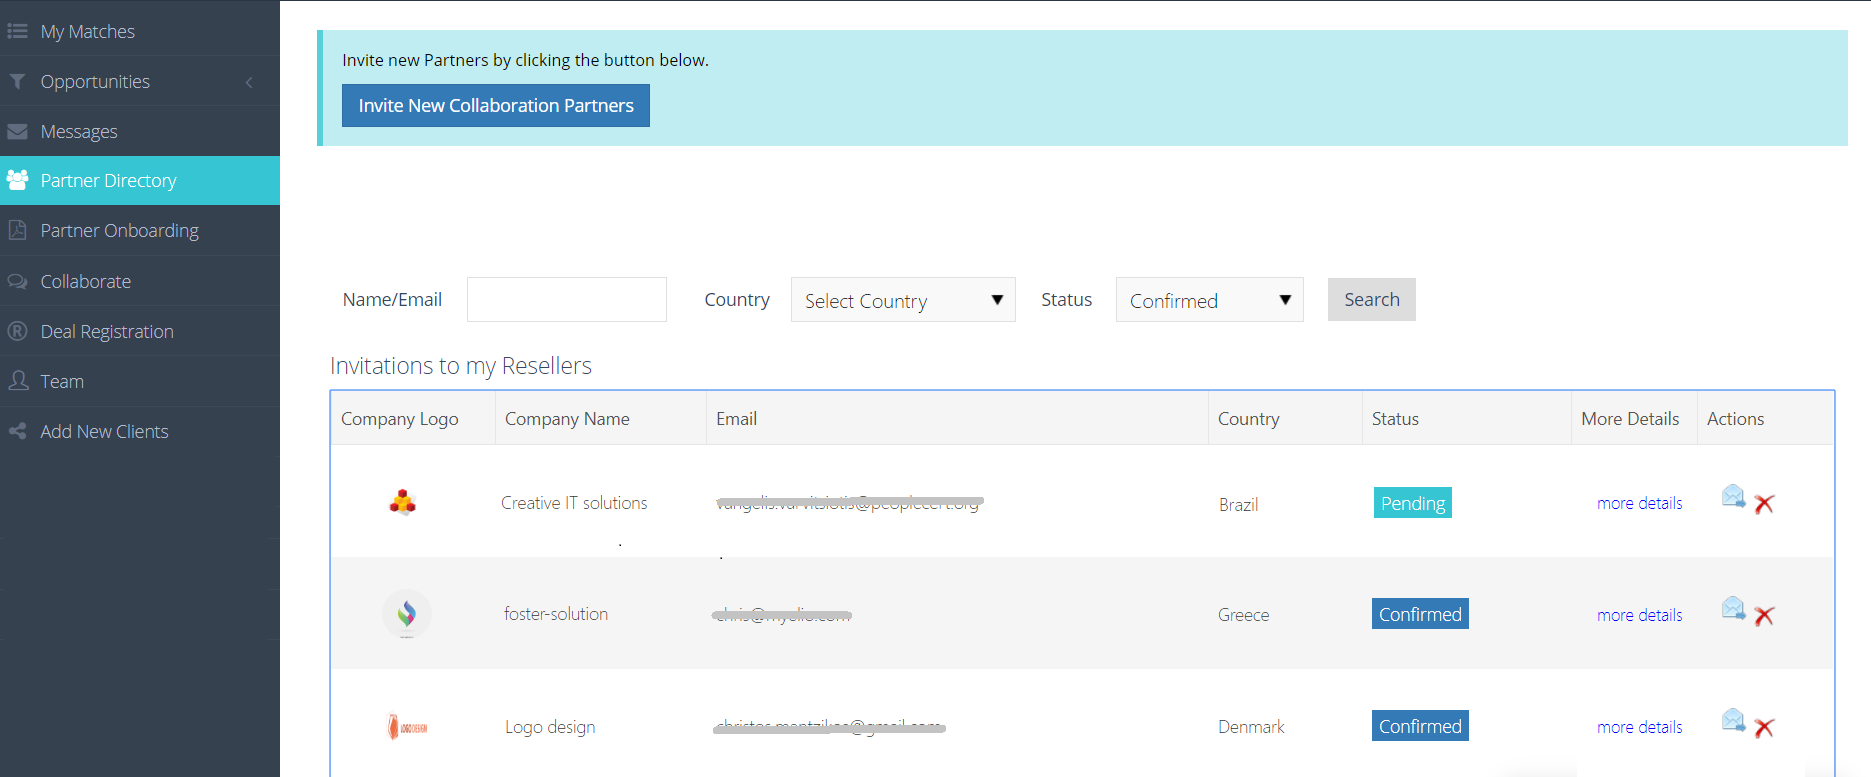 My Matches
Opportunities
Messages
Partner Directory
Partner Onboarding
Collaborate
Deal Registration
Team
Add New Clients
Invite new Partners by clicking the button below.
Invite New Collaboration Partners
Name/Email Country Select Country Status Confirmed Search
Invitations to my Resellers
Company Logo Company Name Email Country Status More Details Actions
Creative IT solutions Brazil Pending more details
foster-solution Greece Confirmed more details
LOGO DESIGN Logo design Denmark Confirmed more details